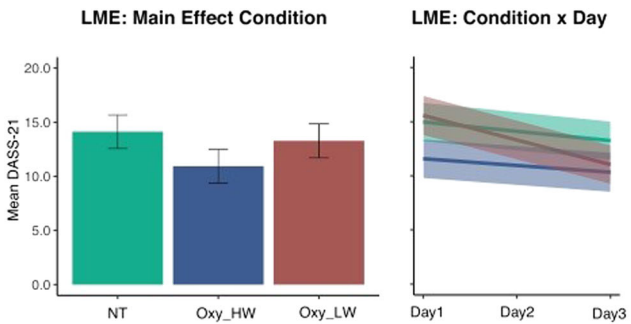 LME: Main Effect Condition
LME: Condition x Day
Mean DASS-21
20.0
15.0
10.0
5.0
0.0
NT Oxy_HW Oxy_LW
Day1 Day2 Day3